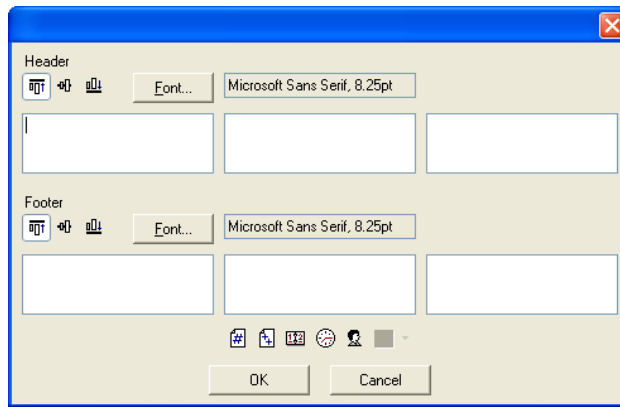 Header
Font...
Microsoft Sans Serif, 8.25pt
Footer
Font...
Microsoft Sans Serif, 8.25pt
OK
Cancel